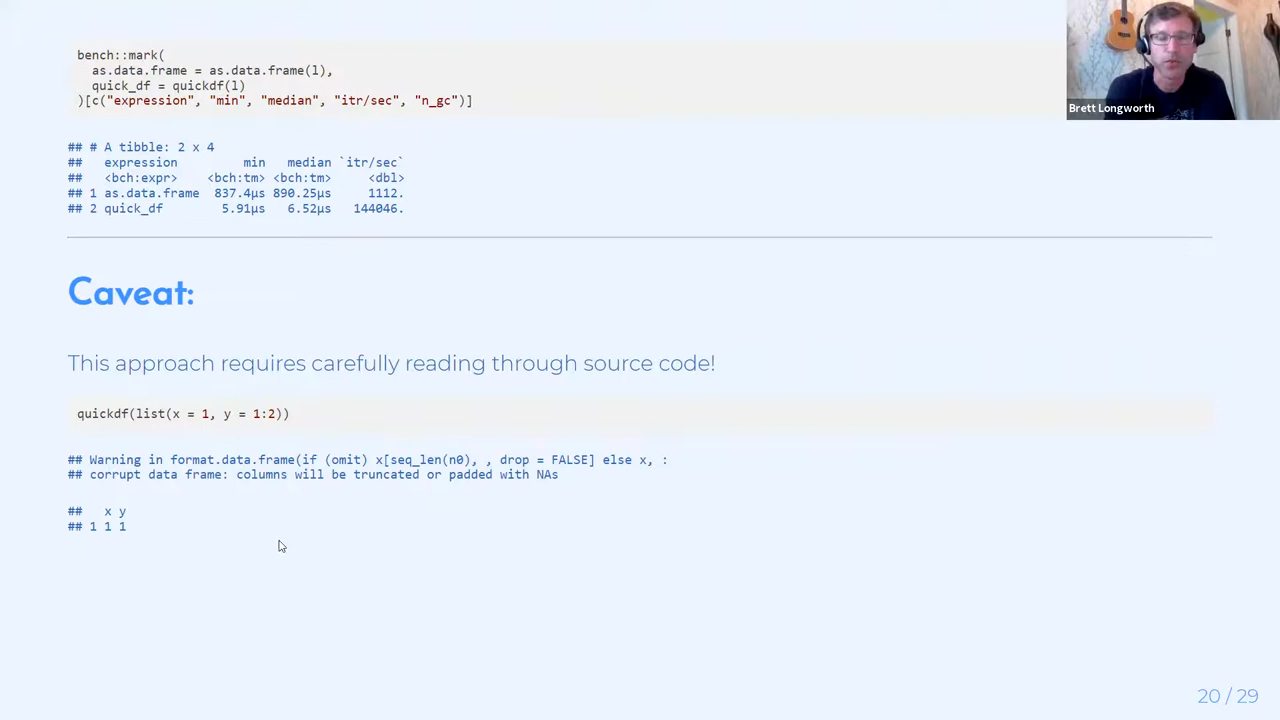 bench::mark(
  as.data.frame = as.data.frame(l),
  quick_df = quickdf(l)
)[c("expression", "min", "median", "itr/sec", "n_gc")]
Brett Longworth
## # A tibble: 2 x 4
##   expression         min   median `itr/sec`
##   <bch:expr>    <bch:tm> <bch:tm>     <dbl>
## 1 as.data.frame  837.4µs 890.25µs     1112.
## 2 quick_df        5.91µs   6.52µs   144046.
Caveat:
This approach requires carefully reading through source code!
quickdf(list(x = 1, y = 1:2))
## Warning in format.data.frame(if (omit) x[seq_len(n0), , drop = FALSE] else x, :
## corrupt data frame: columns will be truncated or padded with NAs
##   x y
## 1 1 1
20 / 29